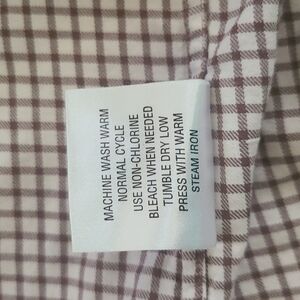 MACHINE WASH WARM
NORMAL CYCLE
USE NON-CHLORINE
BLEACH WHEN NEEDED
TUMBLE DRY LOW
PRESS WITH WARM
STEAM IRON